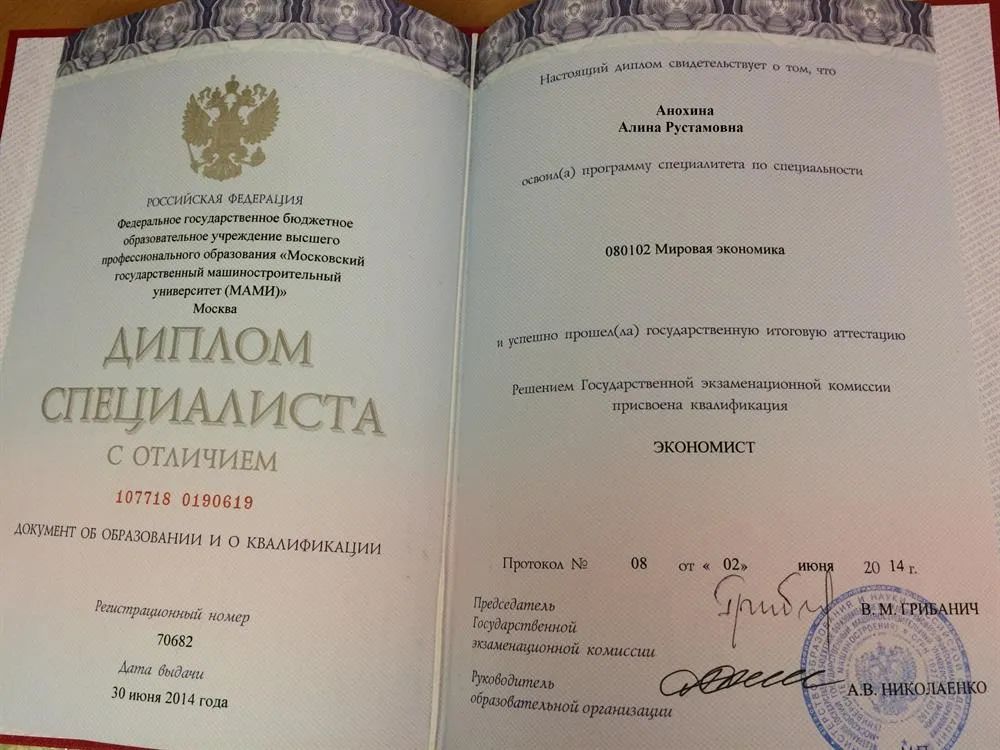 РОССИЙСКАЯ ФЕДЕРАЦИЯ
Федеральное государственное бюджетное
образовательное учреждение высшего
профессионального образования «Московский
государственный машиностроительный
университет (МАМИ)»
Москва
ДИПЛОМ
СПЕЦИАЛИСТА
С ОТЛИЧИЕМ
107718 0190619
ДОКУМЕНТ ОБ ОБРАЗОВАНИИ И О КВАЛИФИКАЦИИ
Регистрационный номер
70682
Дата выдачи
30 июня 2014 года
Настоящий диплом свидетельствует о том, что
Анохина
Алина Рустамовна
освоил(а) программу специалитета по специальности
080102 Мировая экономика
и успешно прошел(ла) государственную итоговую аттестацию
Решением Государственной экзаменационной комиссии
присвоена квалификация
ЭКОНОМИСТ
Протокол № 08 от « 02» июня 20 14 г.
Председатель
Государственной
экзаменационной комиссии
В. М. ГРИБАНИЧ
Руководитель
образовательной организации
А.В. НИКОЛАЕНКО